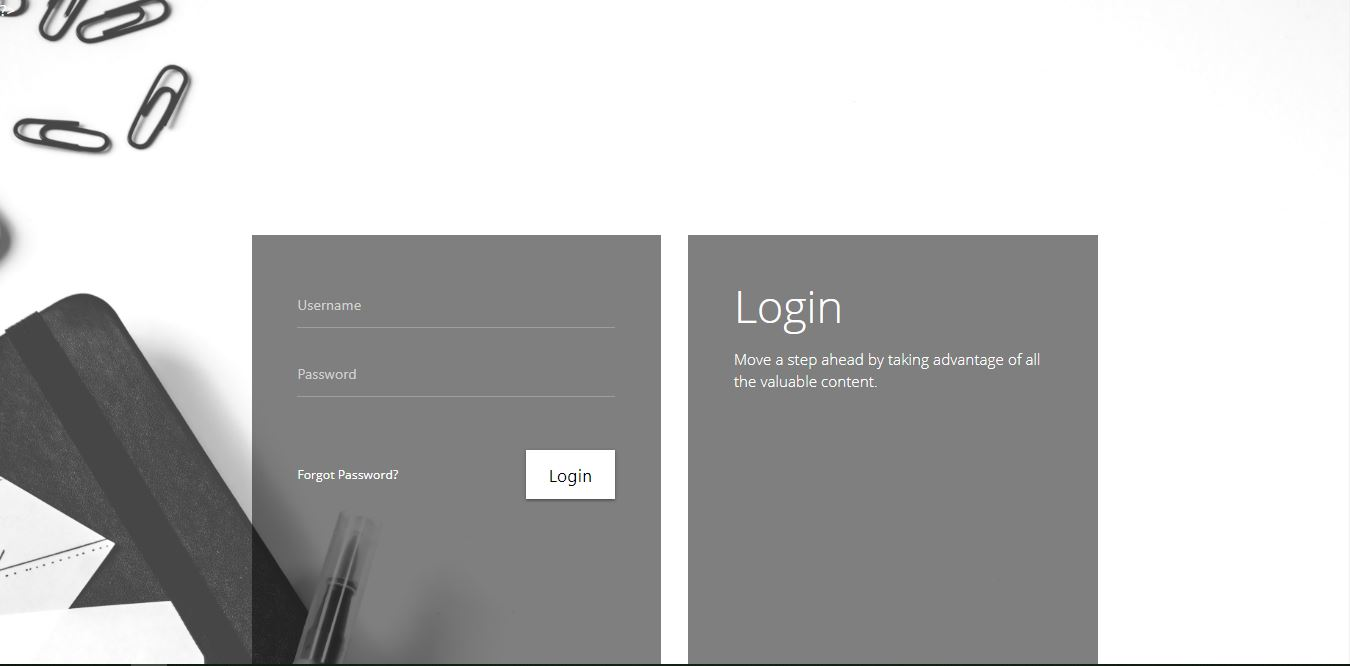 Username
Password
Forgot Password?
Login
Login
Move a step ahead by taking advantage of all
the valuable content.